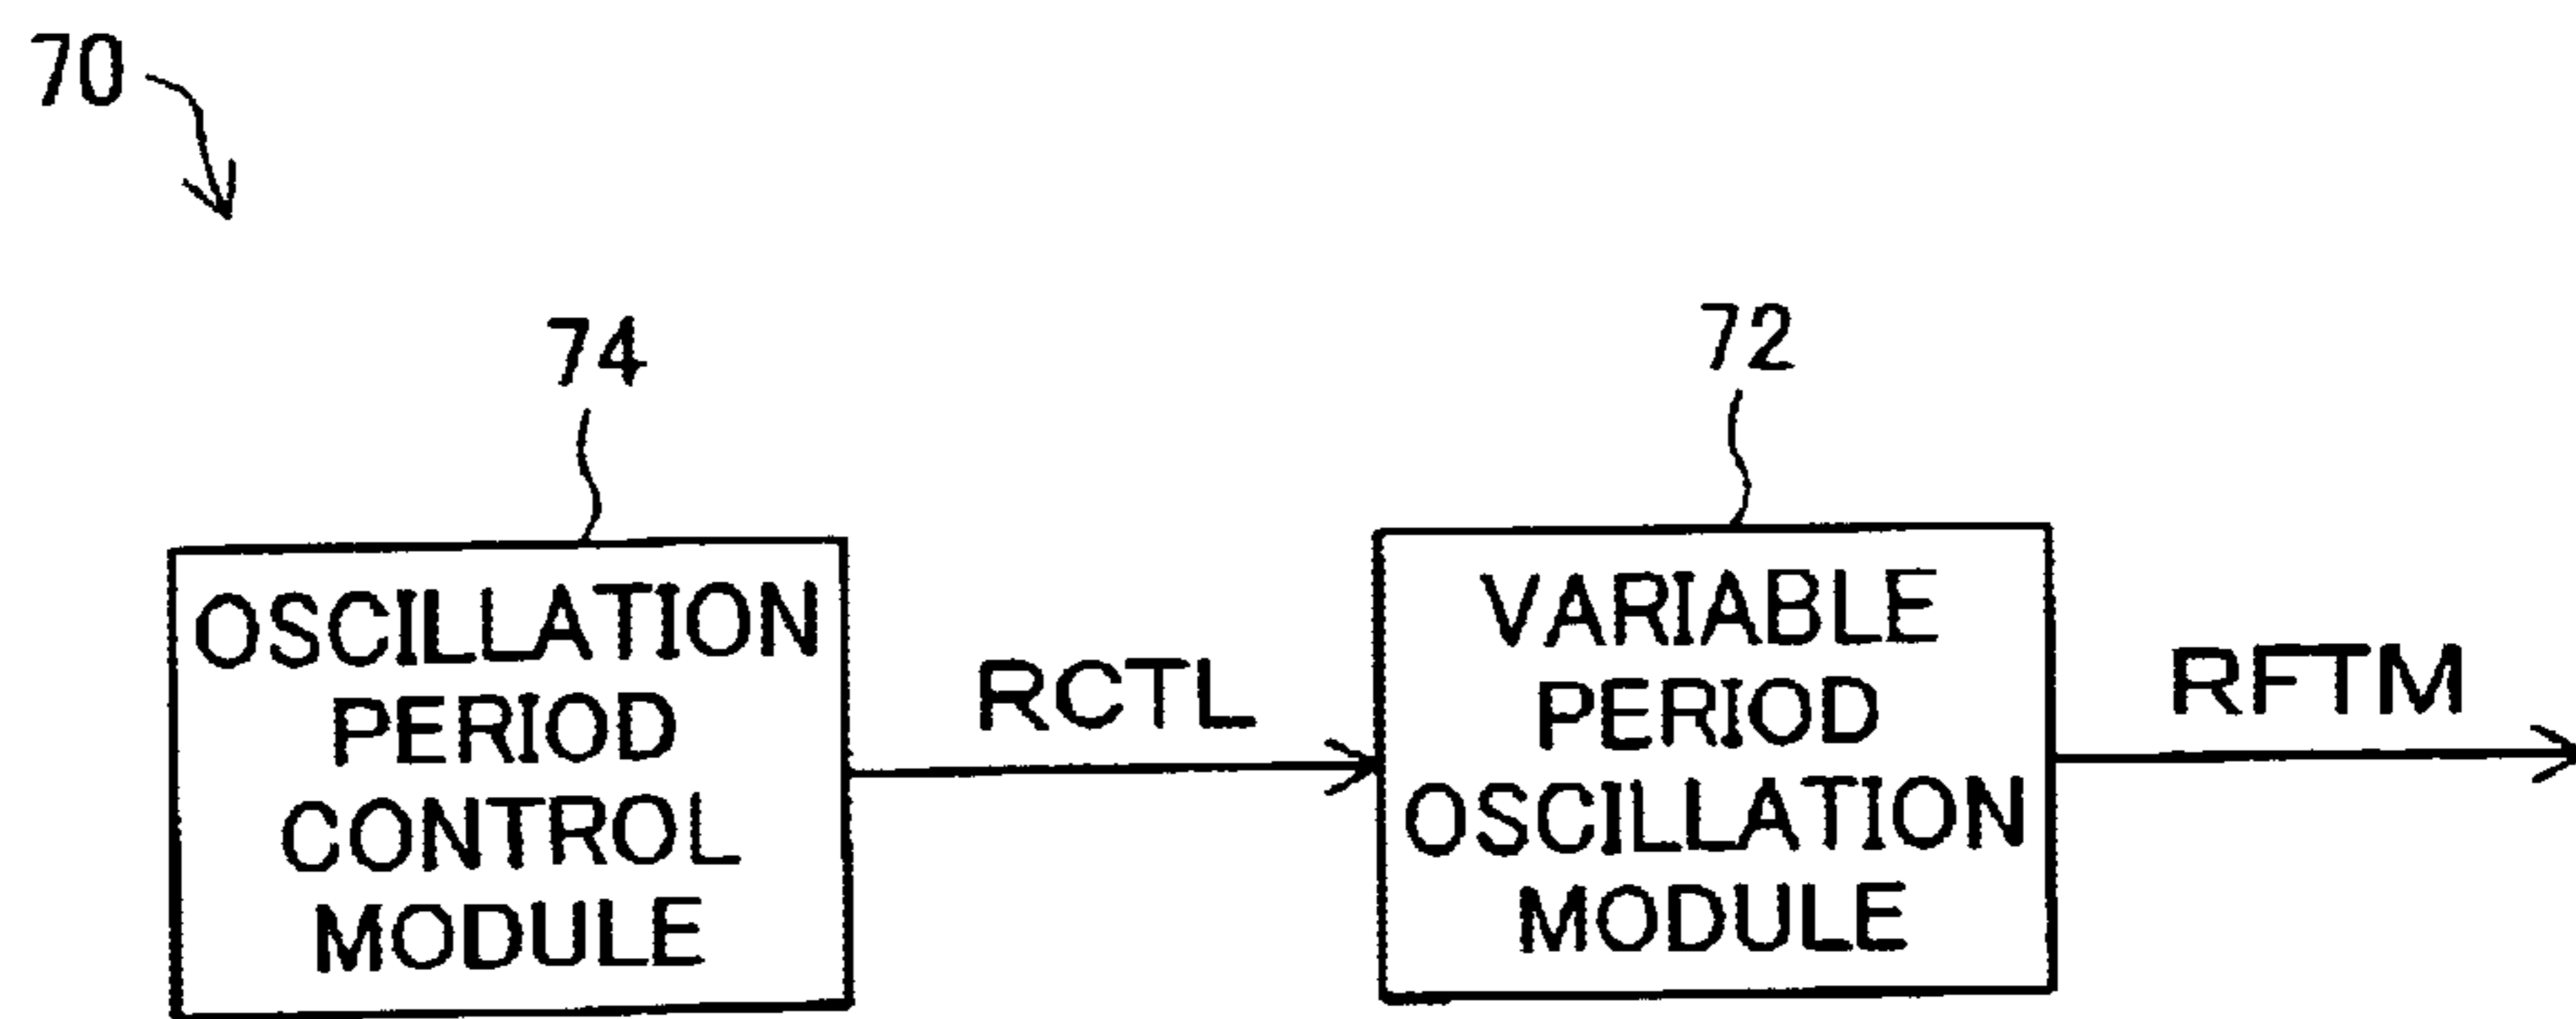 70
74
72
OSCILLATION
PERIOD
CONTROL
MODULE
RCTL
VARIABLE
PERIOD
OSCILLATION
MODULE
RFTM